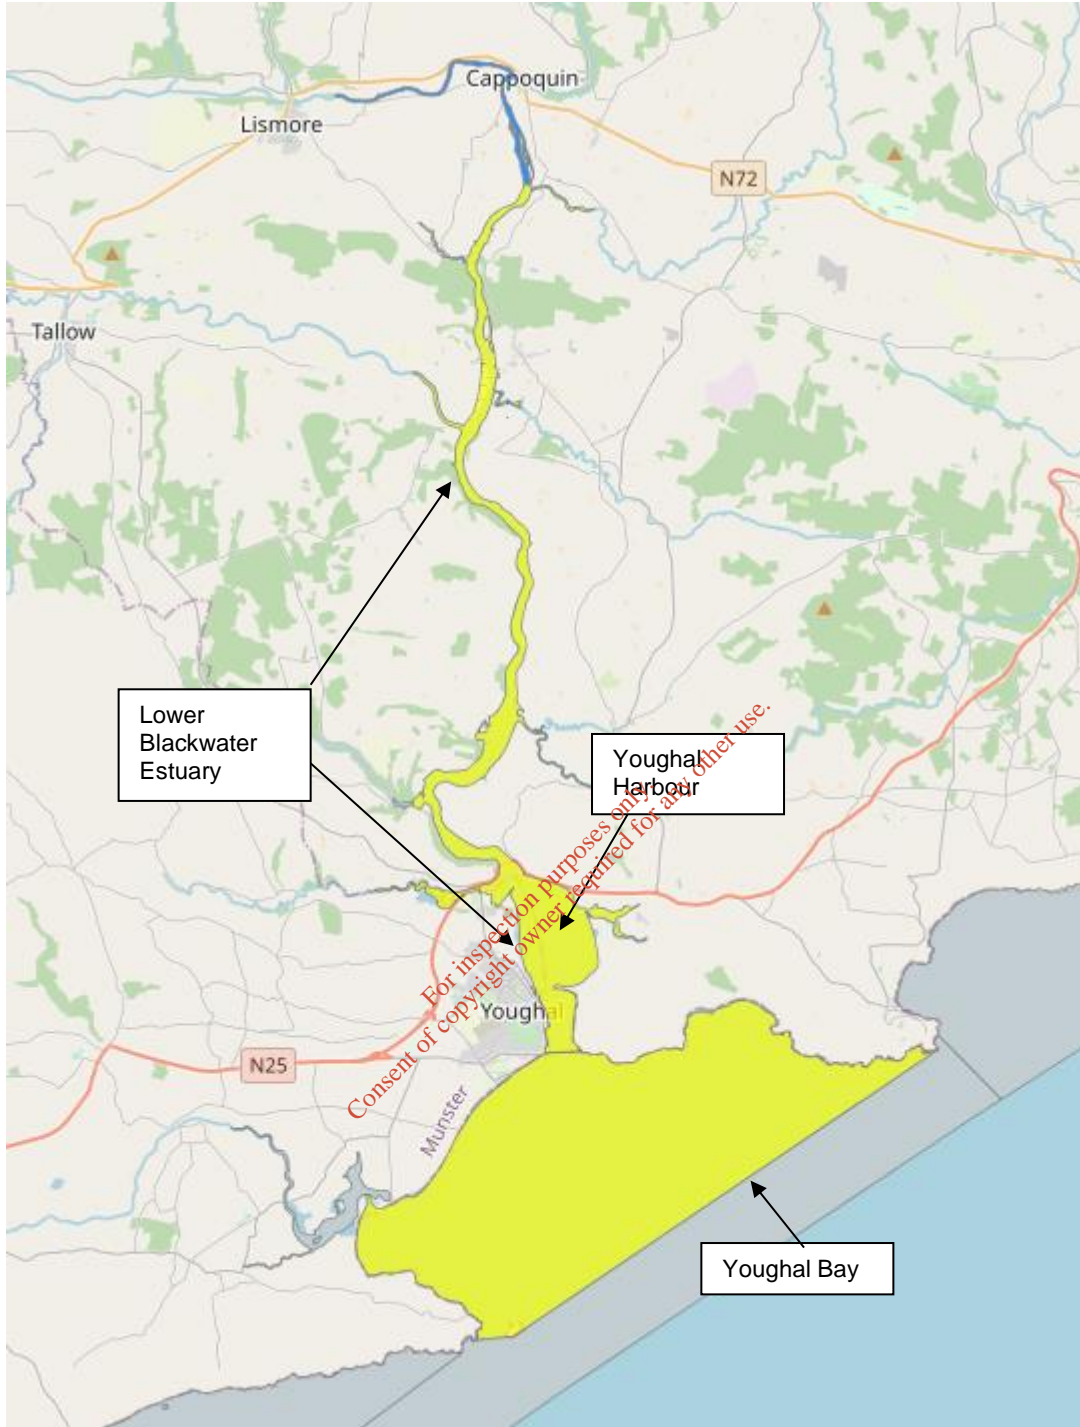 Cappoquin
Lismore
N72
Tallow
Lower
Blackwater
Estuary
Youghal
Harbour
For inspection purposes only.
Consent of copyright owner required for any other use.
Youghal
N25
Munster
Youghal Bay